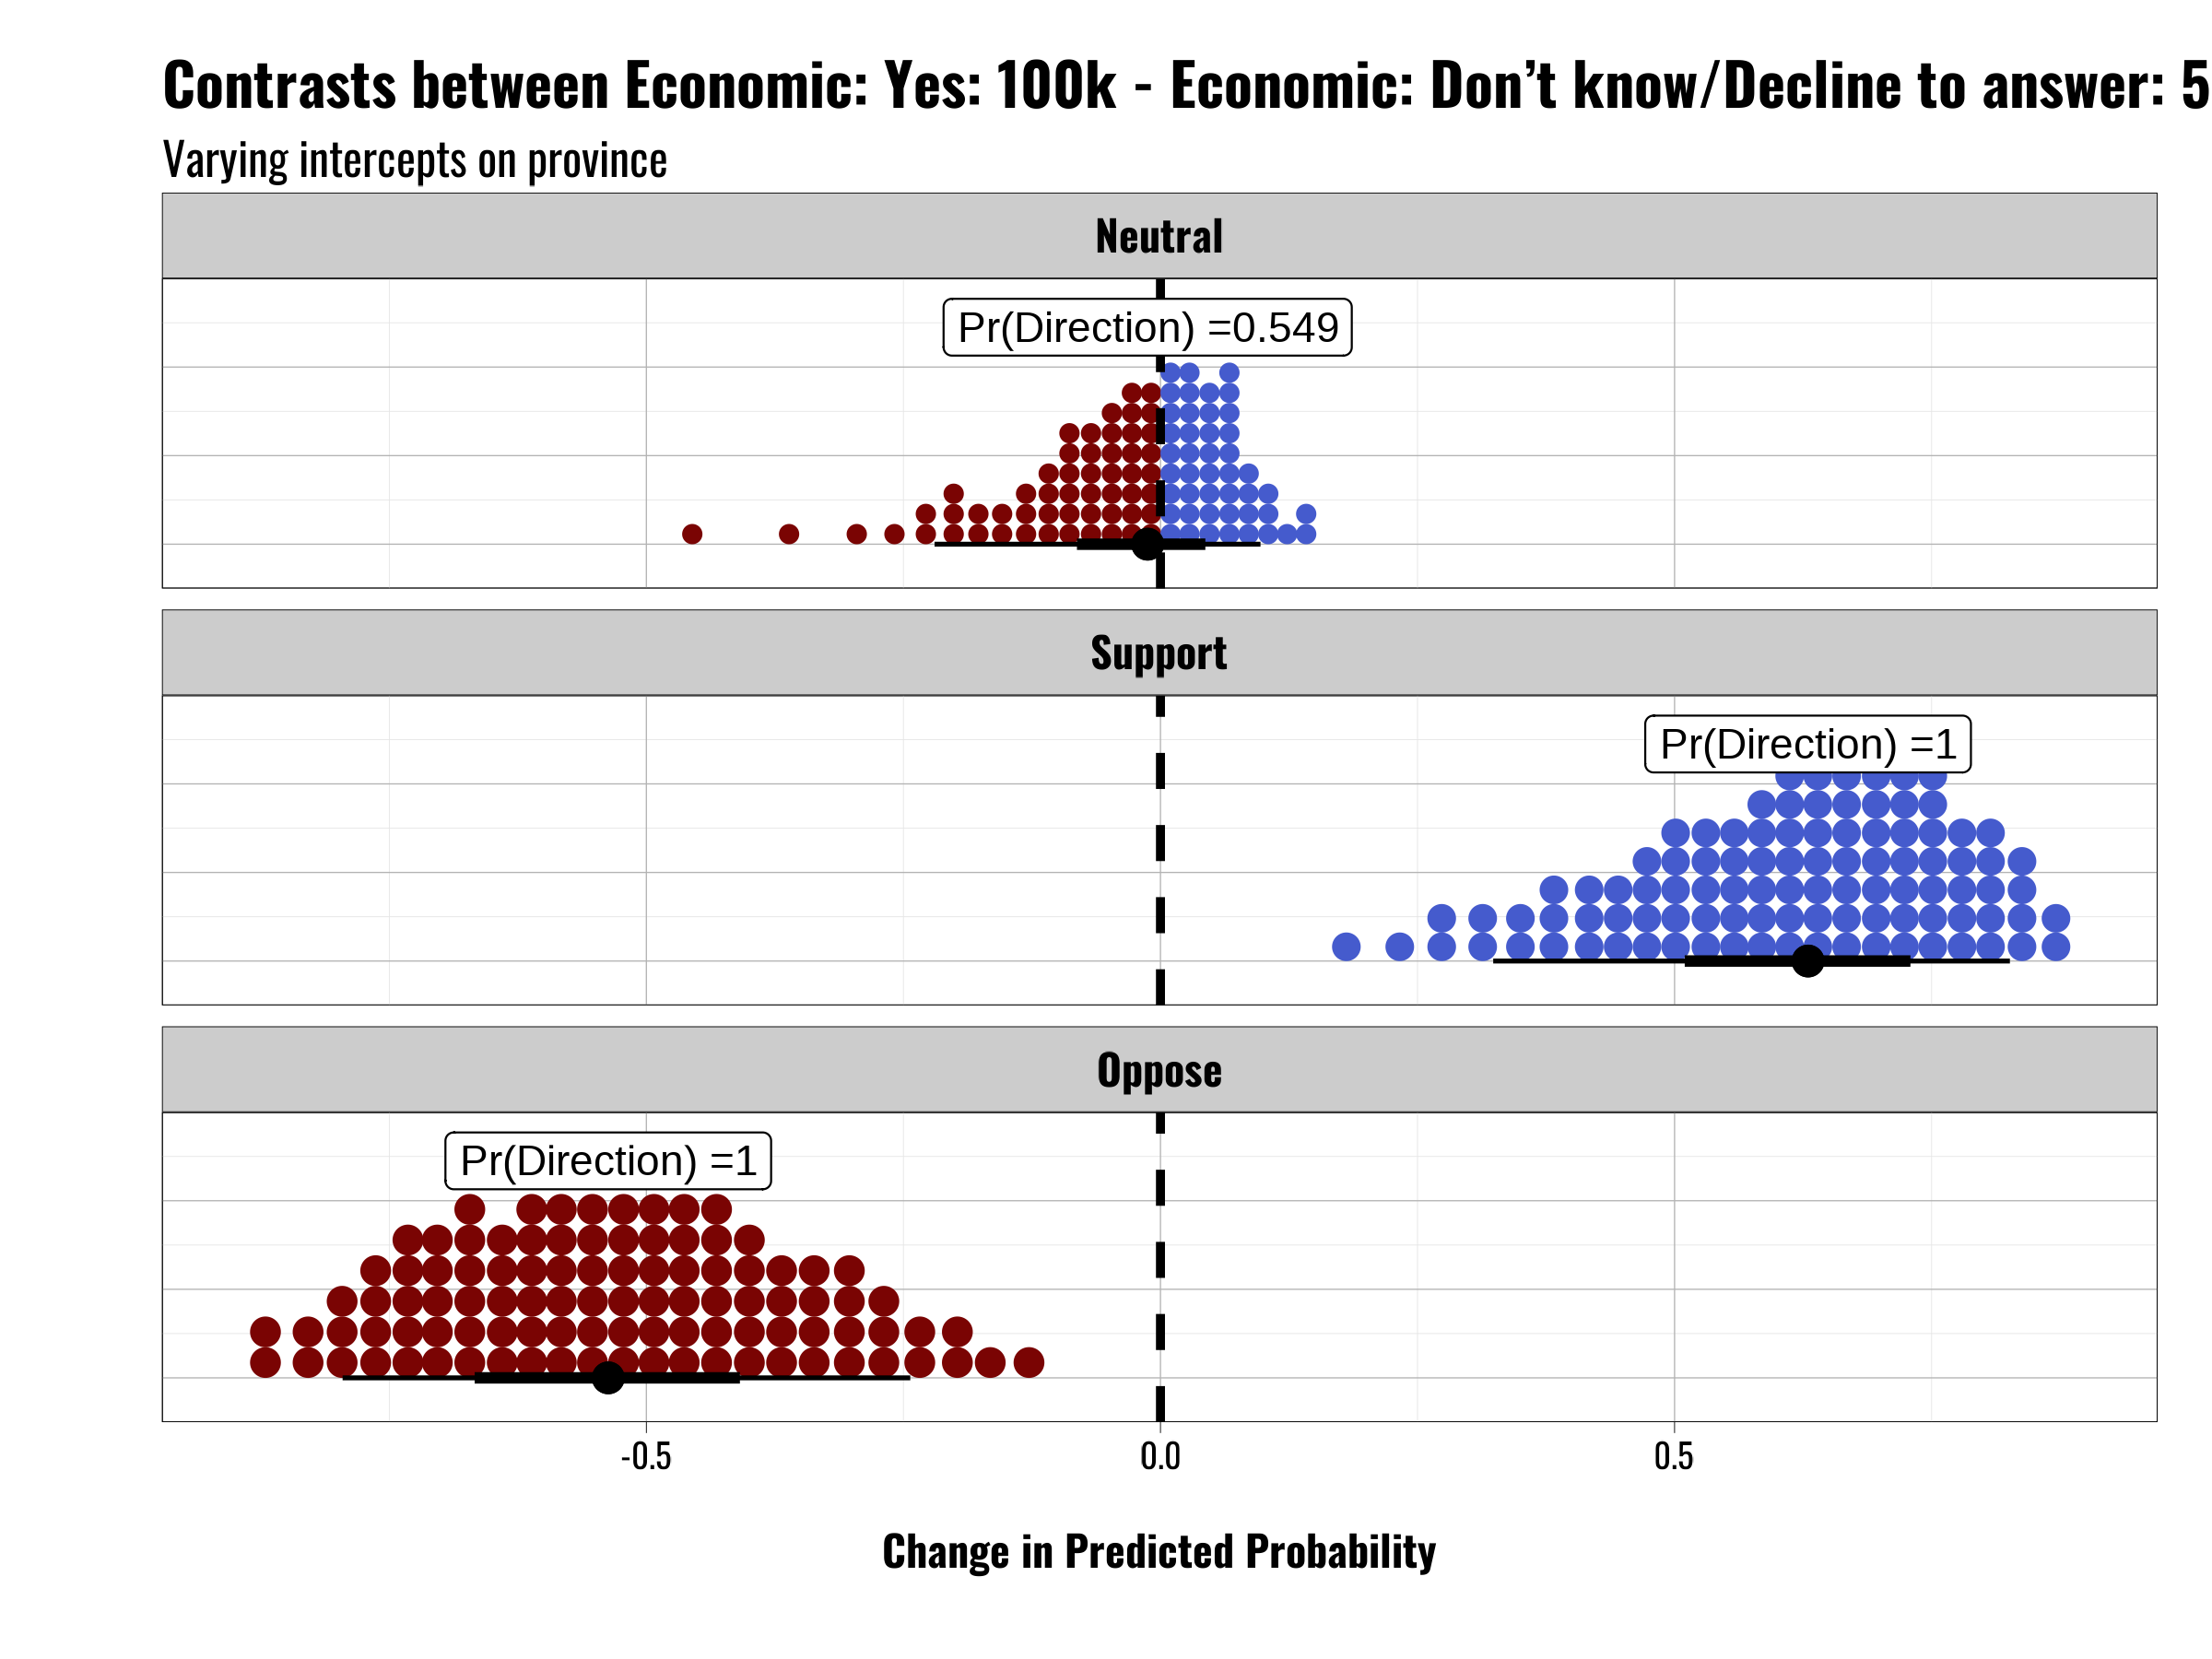 Contrasts between Economic: Yes: 100k - Economic: Don’t know/Decline to answer: 5
Varying intercepts on province
Neutral
Pr(Direction) =0.549
Support
Pr(Direction) =1
Oppose
Pr(Direction) =1
-0.5 0.0 0.5
Change in Predicted Probability